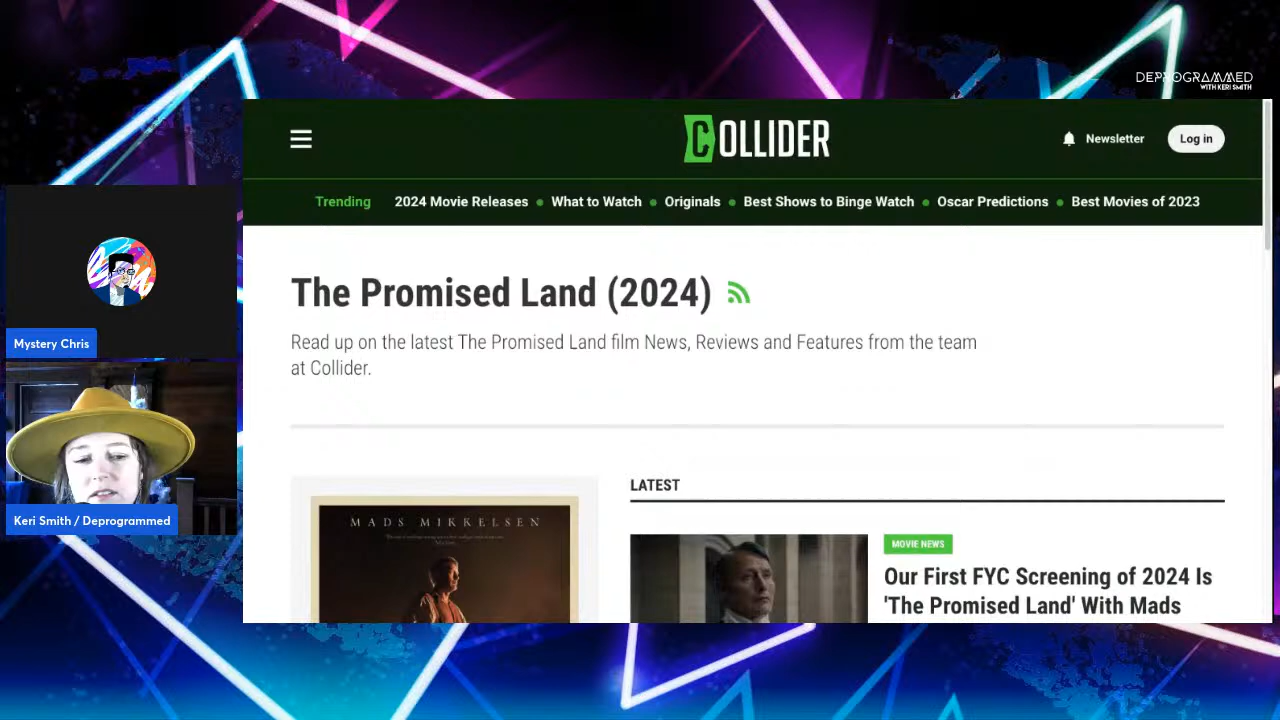 DEPROGRAMMED
WITH KERI SMITH
COLLIDER
Newsletter
Log in
Trending
2024 Movie Releases • What to Watch • Originals • Best Shows to Binge Watch • Oscar Predictions • Best Movies of 2023
The Promised Land (2024)
Read up on the latest The Promised Land film News, Reviews and Features from the team
at Collider.
Mystery Chris
Keri Smith / Deprogrammed
MADS MIKKELSEN
LATEST
MOVIE NEWS
Our First FYC Screening of 2024 Is
'The Promised Land' With Mads